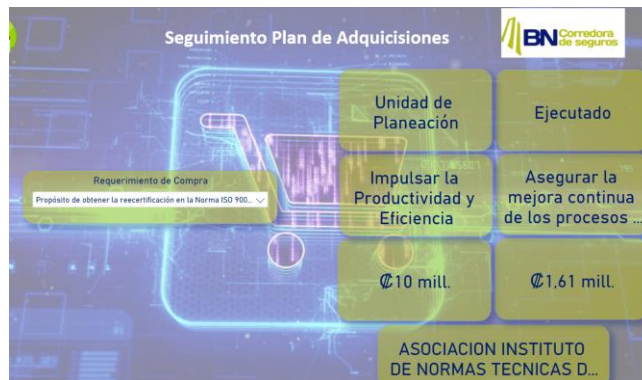 Seguimiento Plan de Adquicisiones
BN Corredora
de seguros
Unidad de
Planeación
Ejecutado
Requerimiento de Compra
Propósito de obtener la reecertificación en la Norma ISO 900...
Impulsar la
Productividad y
Eficiencia
Asegurar la
mejora continua
de los procesos ...
₡10 mill.
₡1,61 mill.
ASOCIACION INSTITUTO
DE NORMAS TECNICAS D...